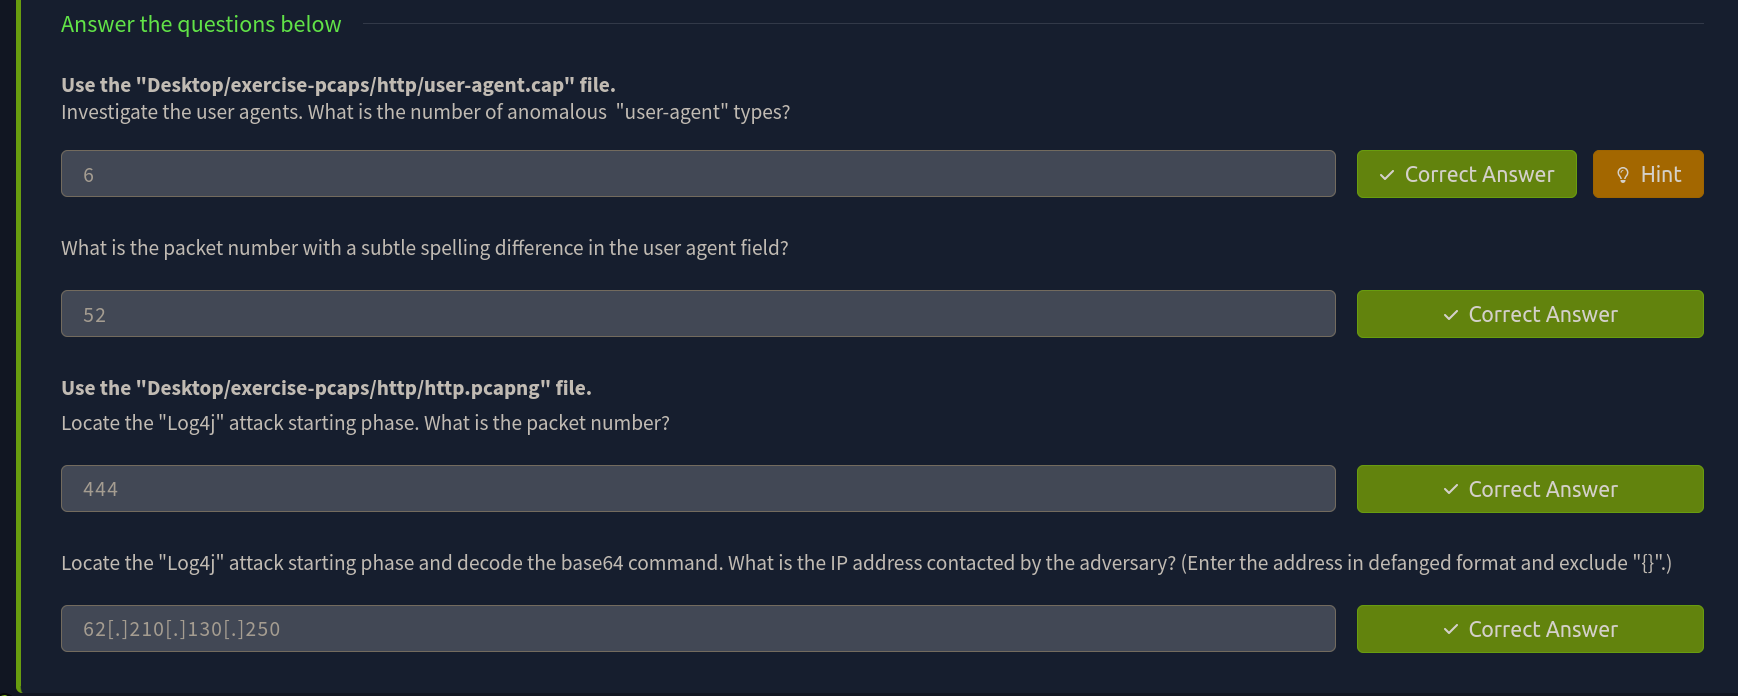 Answer the questions below
Use the "Desktop/exercise-pcaps/http/user-agent.cap" file.
Investigate the user agents. What is the number of anomalous  "user-agent" types?
6
Correct Answer
Hint
What is the packet number with a subtle spelling difference in the user agent field?
52
Correct Answer
Use the "Desktop/exercise-pcaps/http/http.pcapng" file.
Locate the "Log4j" attack starting phase. What is the packet number?
444
Correct Answer
Locate the "Log4j" attack starting phase and decode the base64 command. What is the IP address contacted by the adversary? (Enter the address in defanged format and exclude "{}".)
62[.]210[.]130[.]250
Correct Answer